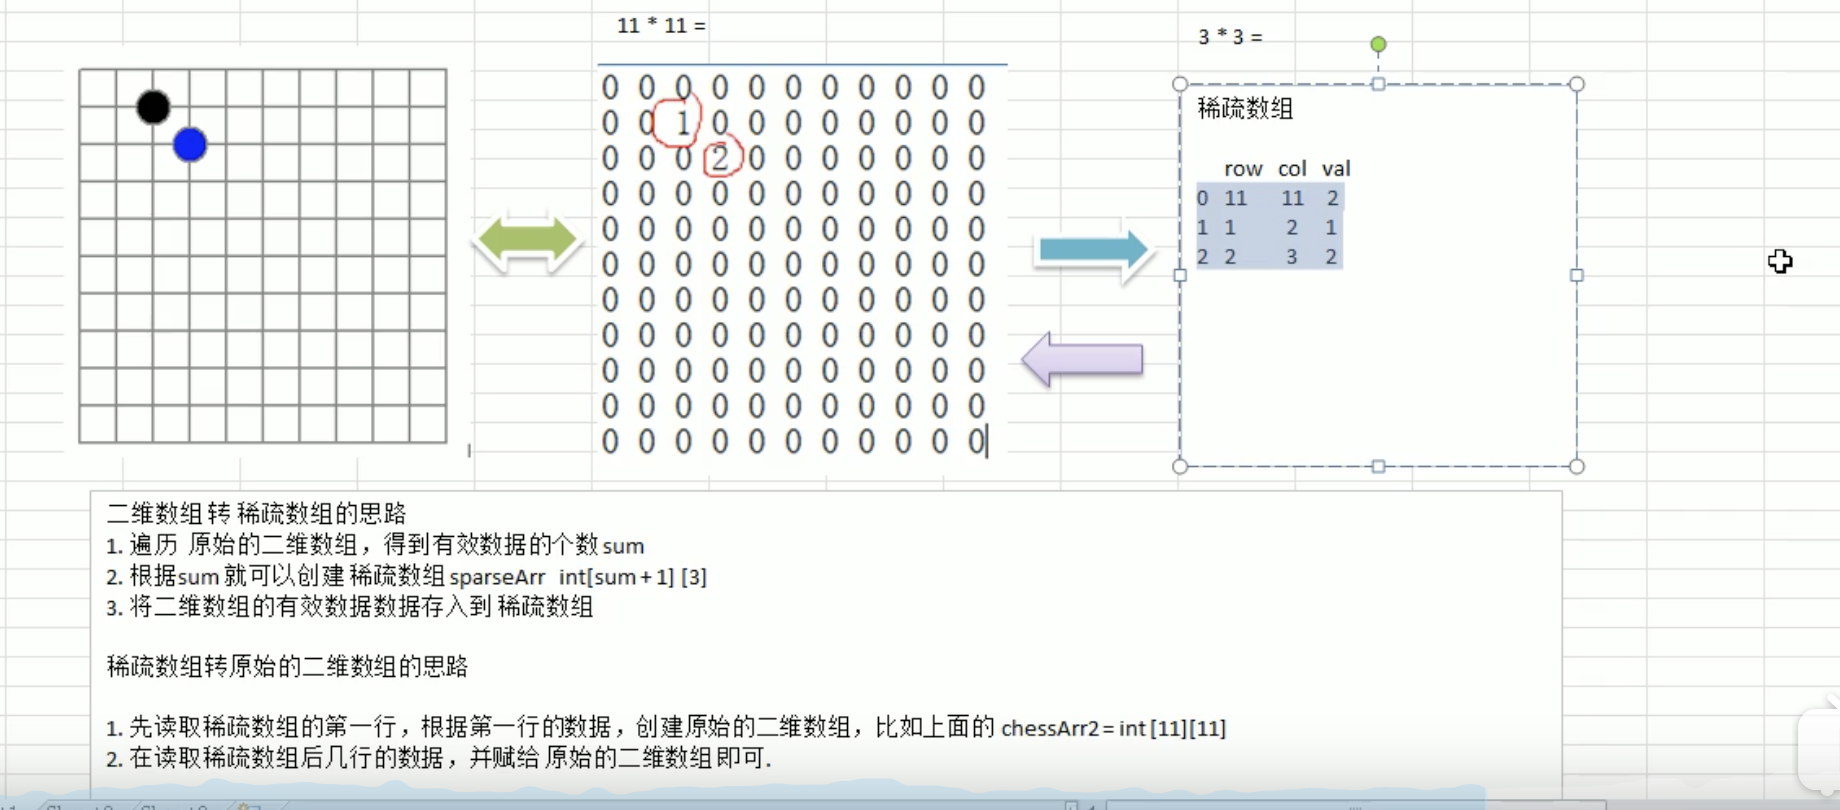 11 * 11 =
3 * 3 =
0 0 0 0 0 0 0 0 0 0 0
0 0 1 0 0 0 0 0 0 0 0
0 0 0 2 0 0 0 0 0 0 0
0 0 0 0 0 0 0 0 0 0 0
0 0 0 0 0 0 0 0 0 0 0
0 0 0 0 0 0 0 0 0 0 0
0 0 0 0 0 0 0 0 0 0 0
0 0 0 0 0 0 0 0 0 0 0
0 0 0 0 0 0 0 0 0 0 0
0 0 0 0 0 0 0 0 0 0 0
0 0 0 0 0 0 0 0 0 0 0
稀疏数组
row col val
0 11 11 2
1 1 2 1
2 2 3 2
二维数组 转 稀疏数组的思路
1. 遍历 原始的二维数组，得到有效数据的个数 sum
2. 根据sum 就可以创建 稀疏数组 sparseArr int[sum + 1] [3]
3. 将二维数组的有效数据数据存入到 稀疏数组
稀疏数组转原始的二维数组的思路
1. 先读取稀疏数组的第一行，根据第一行的数据，创建原始的二维数组，比如上面的 chessArr2 = int [11][11]
2. 在读取稀疏数组后几行的数据，并赋给 原始的二维数组 即可.